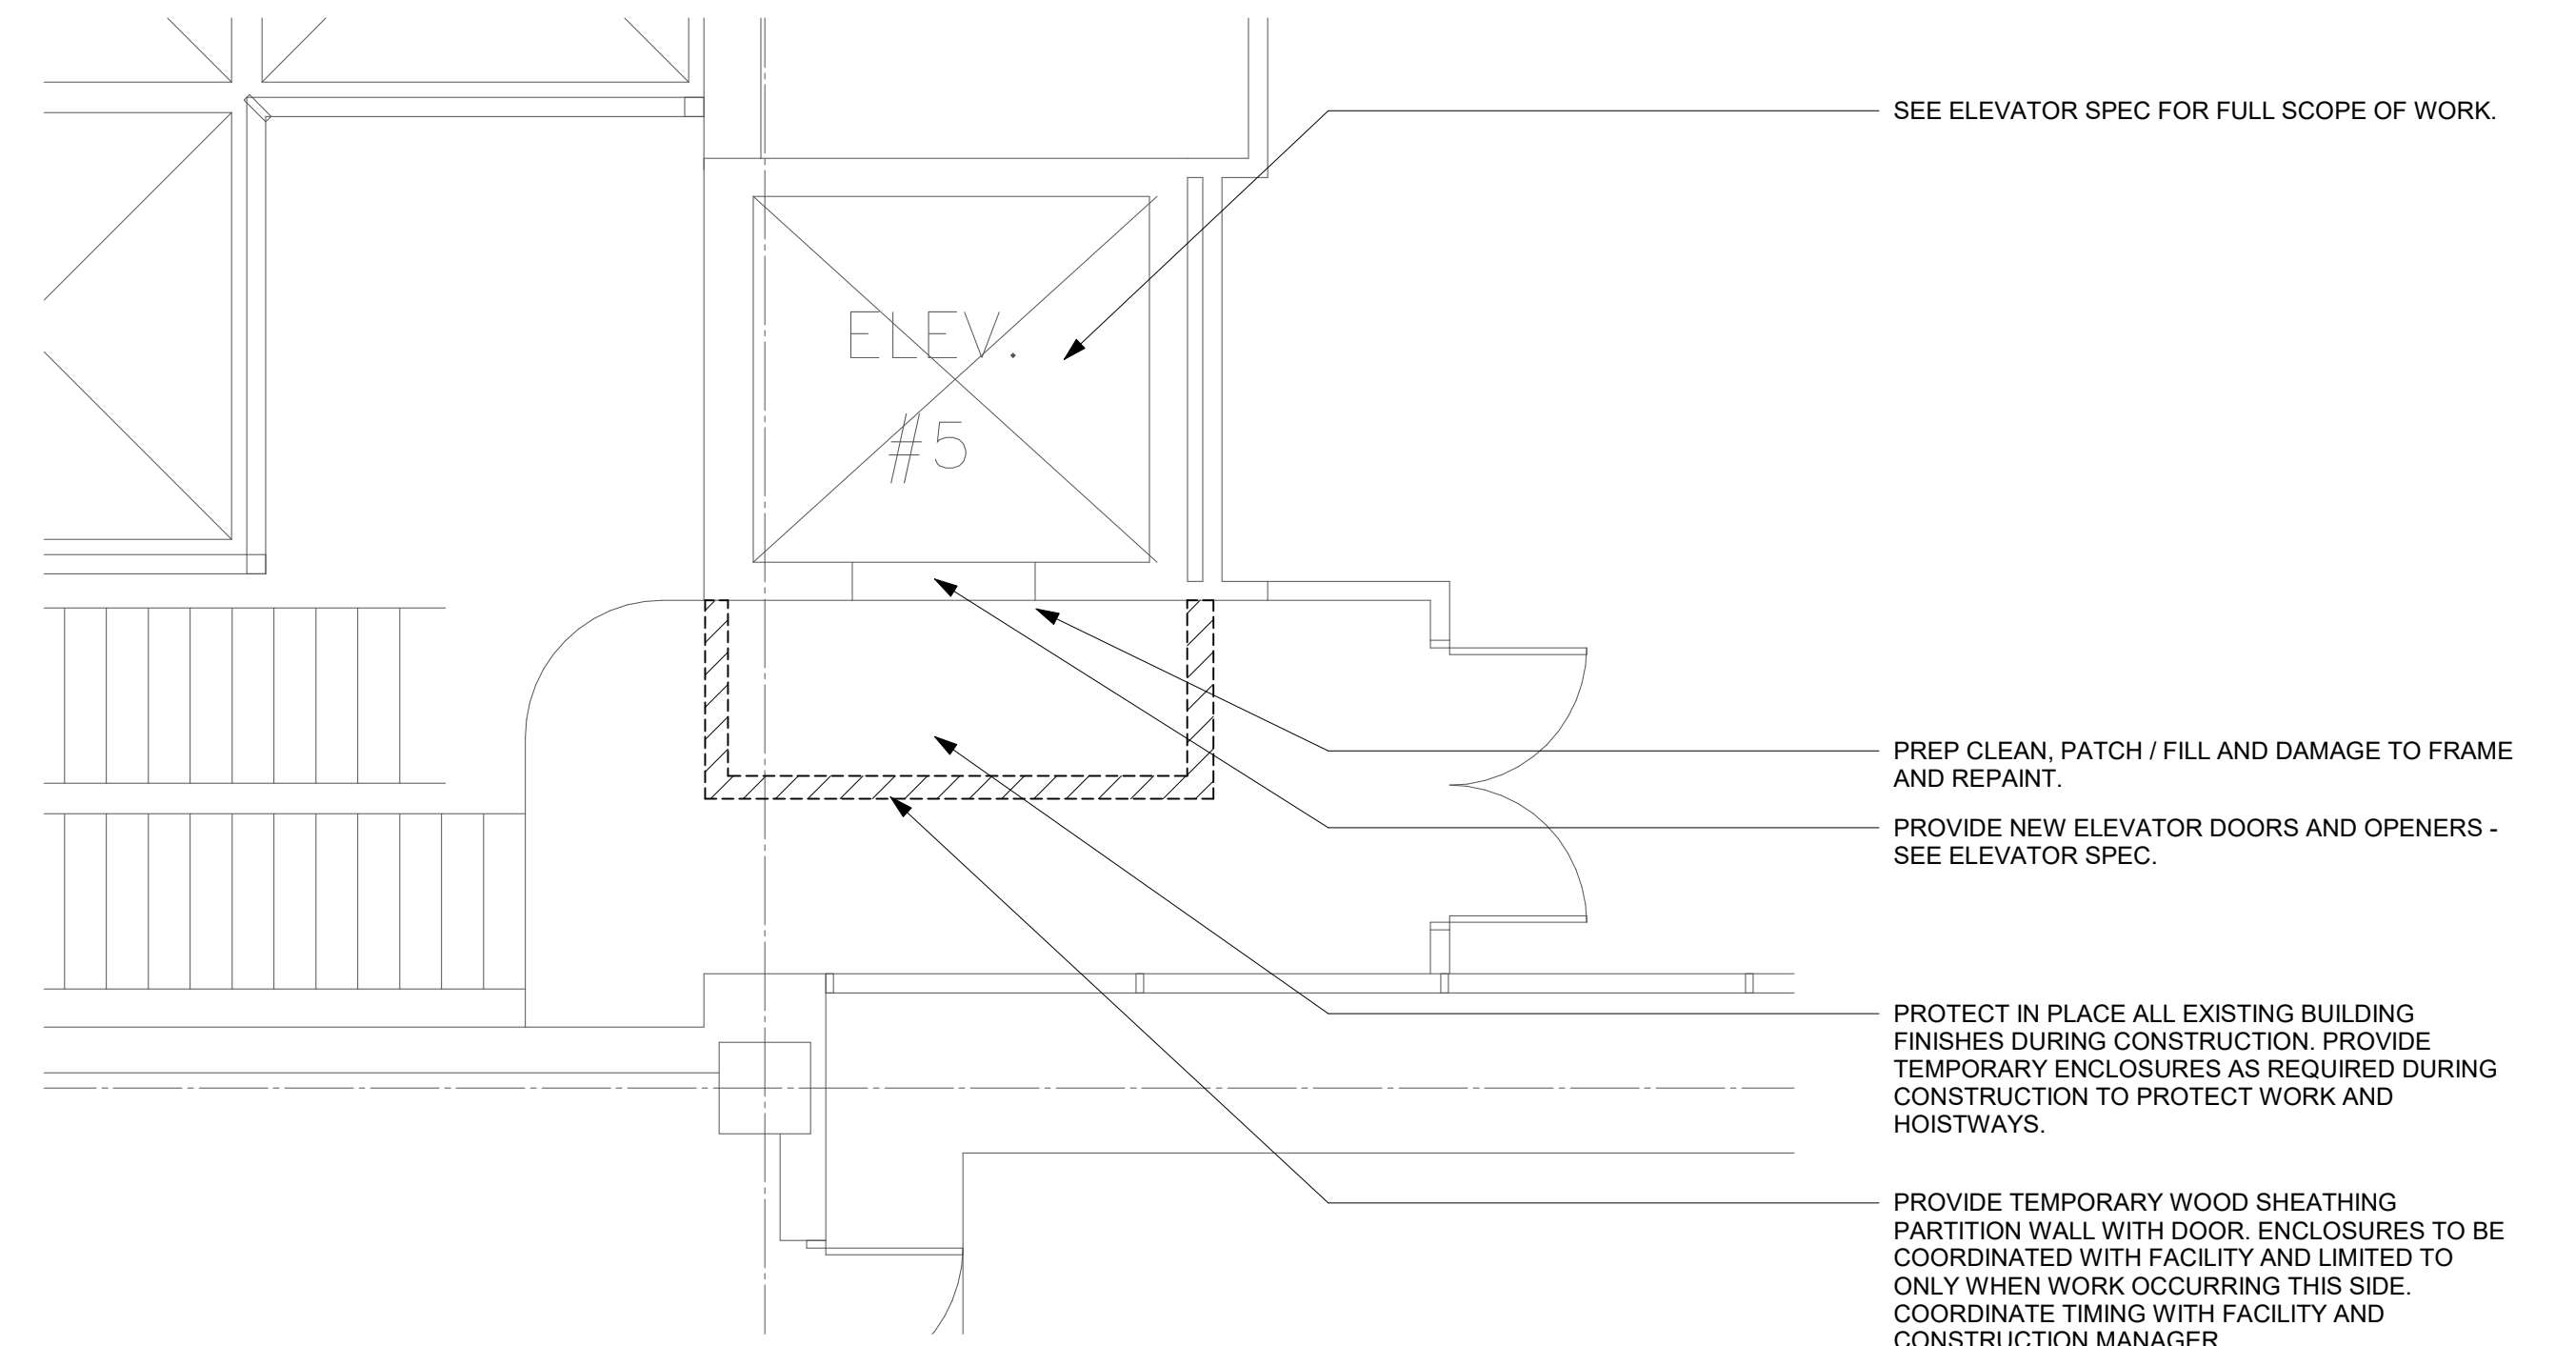 SEE ELEVATOR SPEC FOR FULL SCOPE OF WORK.
ELEV.
#5
PREP CLEAN, PATCH / FILL AND DAMAGE TO FRAME
AND REPAINT.
PROVIDE NEW ELEVATOR DOORS AND OPENERS -
SEE ELEVATOR SPEC.
PROTECT IN PLACE ALL EXISTING BUILDING
FINISHES DURING CONSTRUCTION. PROVIDE
TEMPORARY ENCLOSURES AS REQUIRED DURING
CONSTRUCTION TO PROTECT WORK AND
HOISTWAYS.
PROVIDE TEMPORARY WOOD SHEATHING
PARTITION WALL WITH DOOR. ENCLOSURES TO BE
COORDINATED WITH FACILITY AND LIMITED TO
ONLY WHEN WORK OCCURRING THIS SIDE.
COORDINATE TIMING WITH FACILITY AND
CONSTRUCTION MANAGER